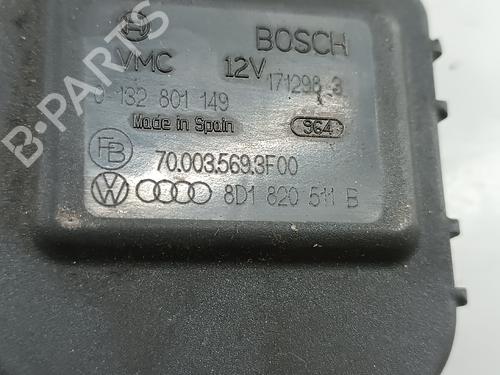 BOSCH
VMC 12V 171298 3
0 132 801 149
Made in Spain 964
FB 70.003.569.3F00
8D1 820 511 B
B-PARTS